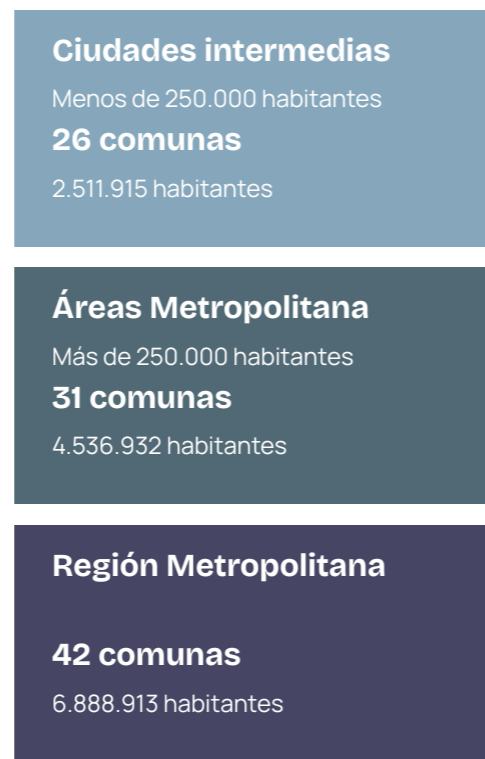 Ciudades intermedias
Menos de 250.000 habitantes
26 comunas
2.511.915 habitantes
Áreas Metropolitana
Más de 250.000 habitantes
31 comunas
4.536.932 habitantes
Región Metropolitana
42 comunas
6.888.913 habitantes